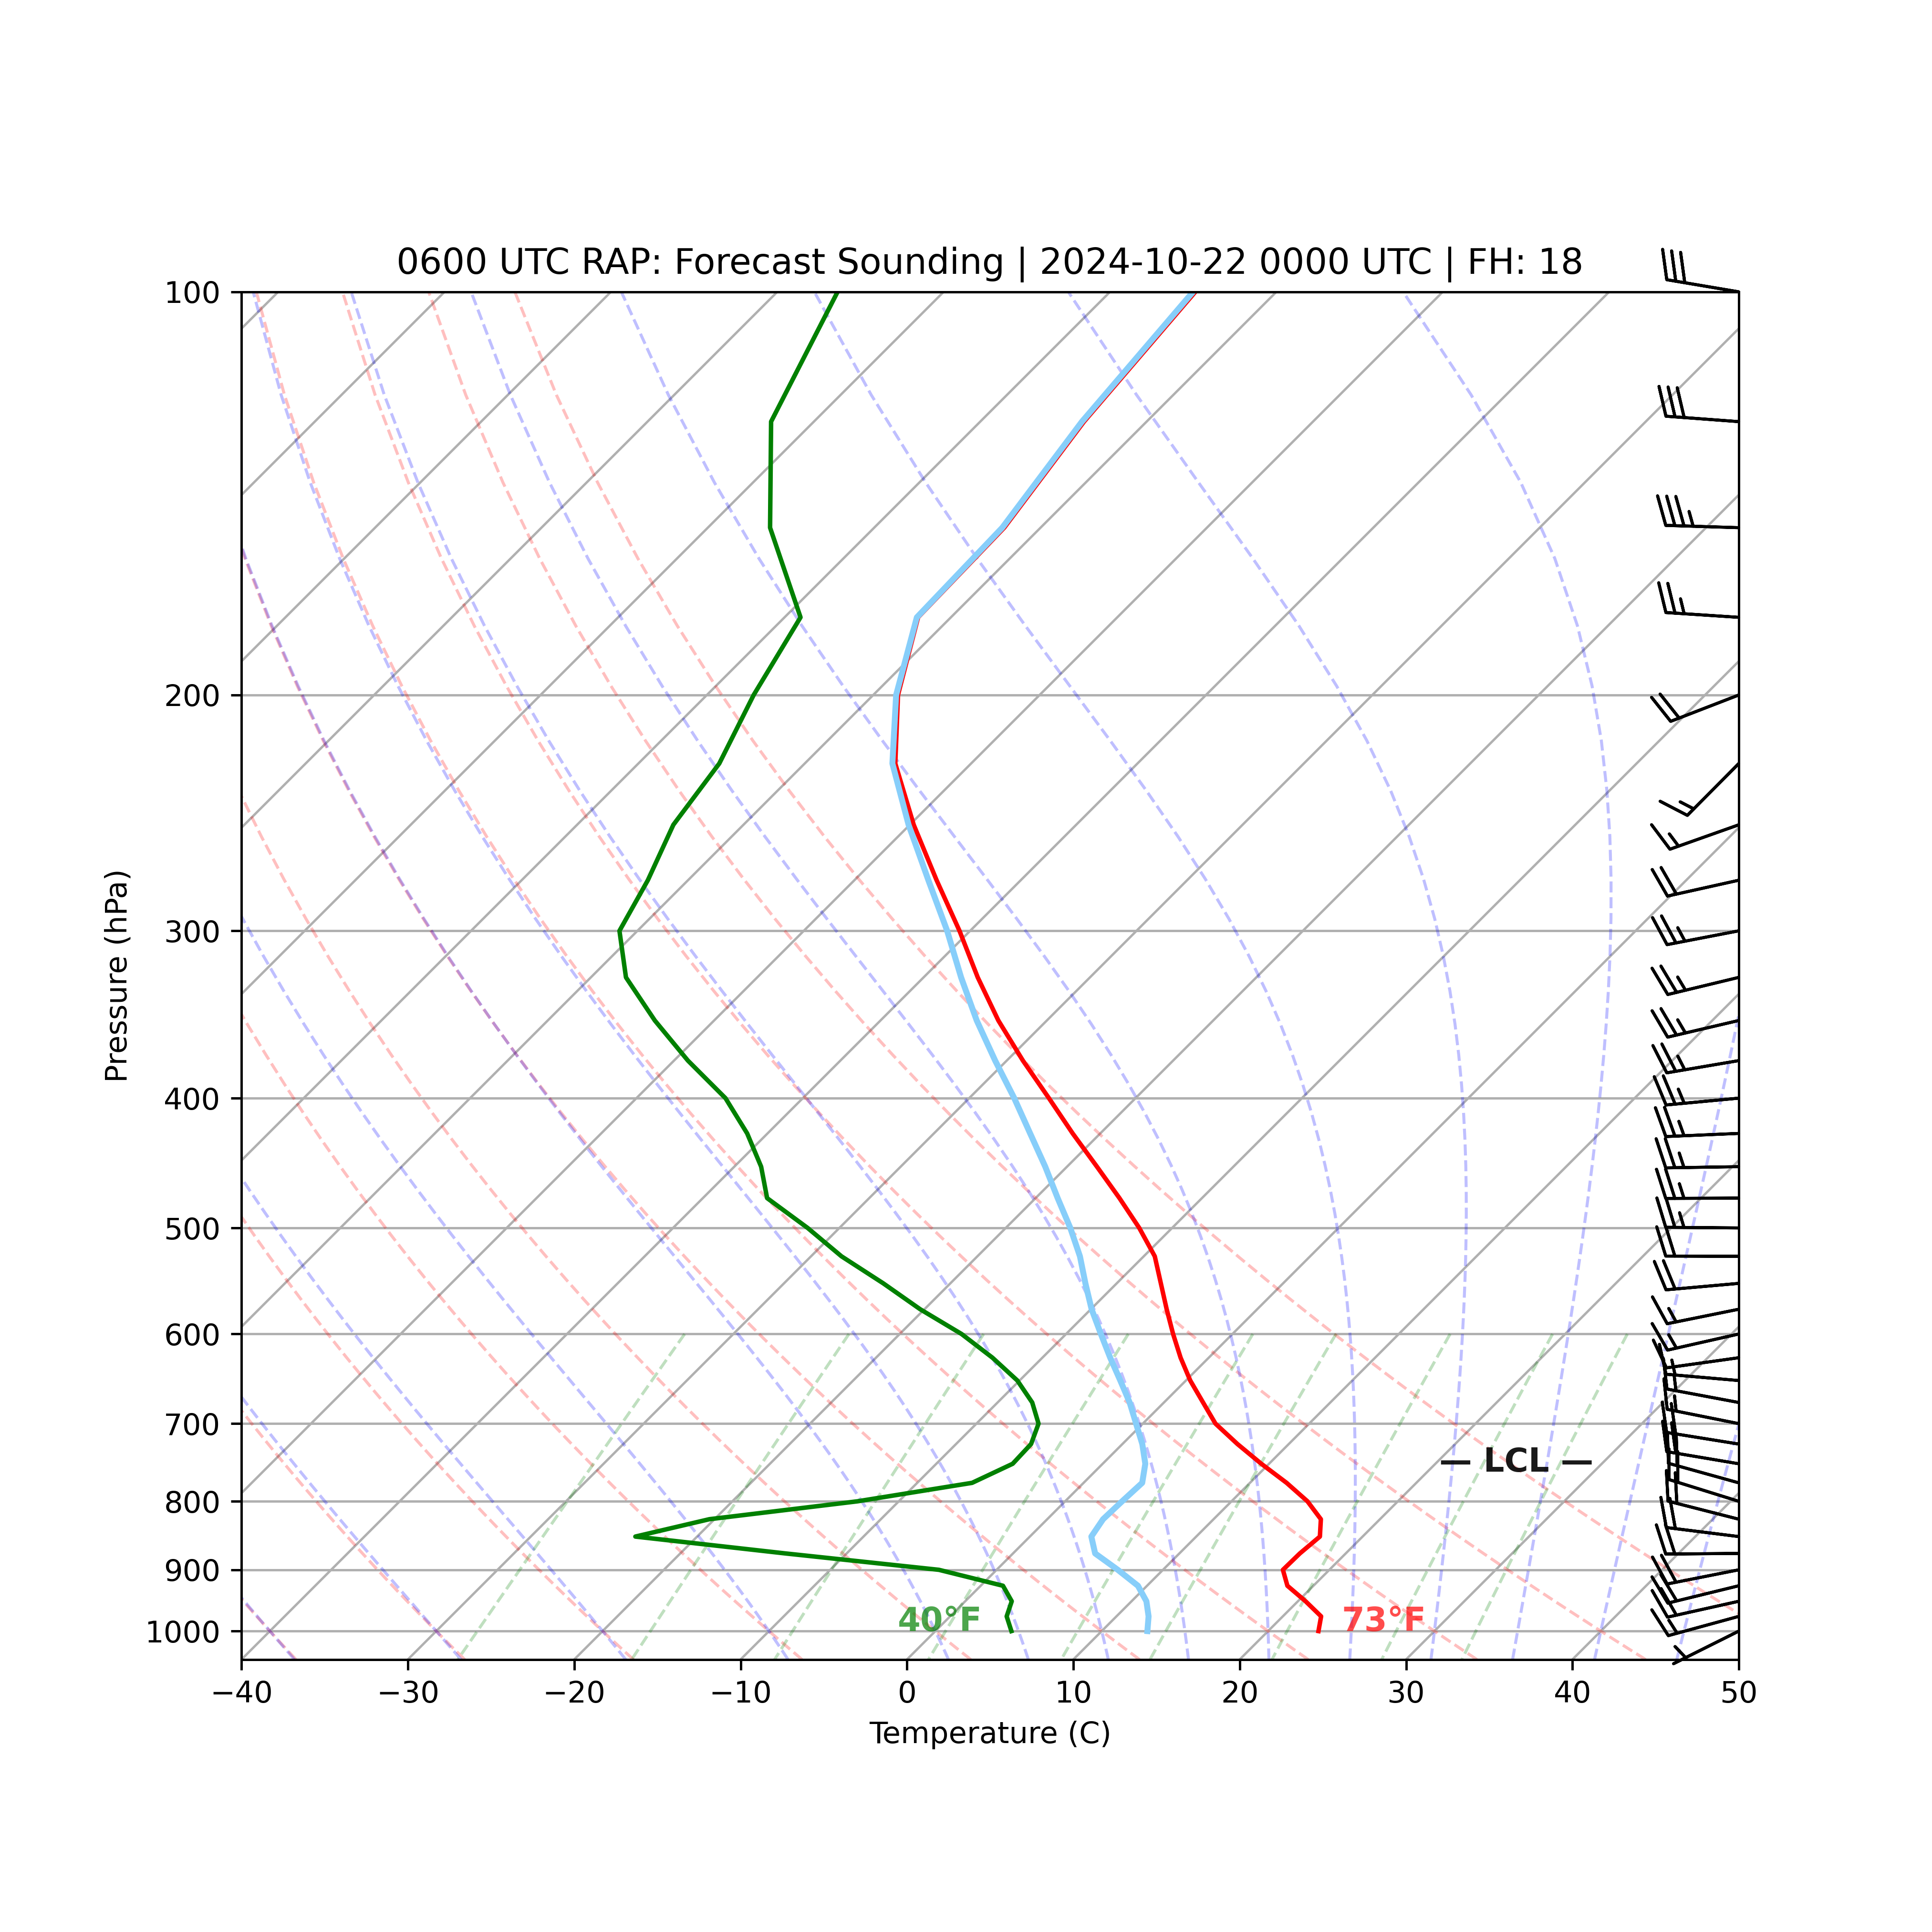 0600 UTC RAP: Forecast Sounding | 2024-10-22 0000 UTC | FH: 18
100
200
300
400
500
600
700
800
900
1000
Pressure (hPa)
— LCL —
40°F
73°F
−40 −30 −20 −10 0 10 20 30 40 50
Temperature (C)